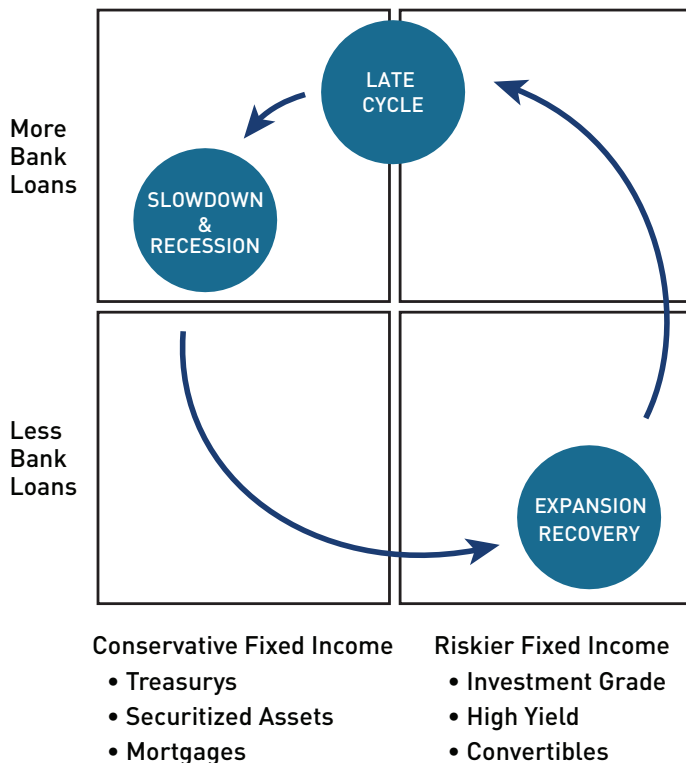 LATE
CYCLE
More
Bank
Loans
SLOWDOWN
&
RECESSION
Less
Bank
Loans
EXPANSION
RECOVERY
Conservative Fixed Income
• Treasurys
• Securitized Assets
• Mortgages
Riskier Fixed Income
• Investment Grade
• High Yield
• Convertibles